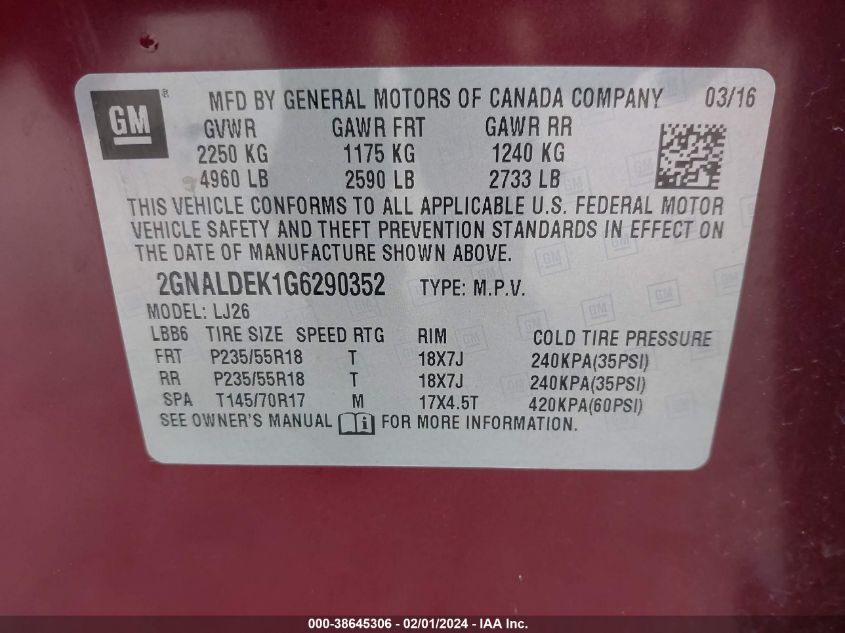 GM ® MFD BY GENERAL MOTORS OF CANADA COMPANY 03/16
GVWR GAWR FRT GAWR RR
2250 KG 1175 KG 1240 KG
4960 LB 2590 LB 2733 LB
THIS VEHICLE CONFORMS TO ALL APPLICABLE U.S. FEDERAL MOTOR
VEHICLE SAFETY AND THEFT PREVENTION STANDARDS IN EFFECT ON
THE DATE OF MANUFACTURE SHOWN ABOVE.
2GNALDEK1G6290352 TYPE: M.P.V.
MODEL: LJ26
LBB6 TIRE SIZE SPEED RTG RIM COLD TIRE PRESSURE
FRT P235/55R18 T 18X7J 240KPA(35PSI)
RR P235/55R18 T 18X7J 240KPA(35PSI)
SPA T145/70R17 M 17X4.5T 420KPA(60PSI)
SEE OWNER'S MANUAL FOR MORE INFORMATION.
000-38645306 - 02/01/2024 - IAA Inc.